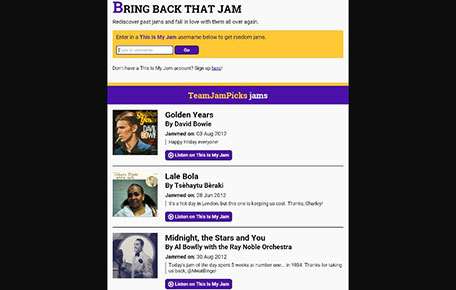 BRING BACK THAT JAM
Rediscover past jams and fall in love with them all over again.
Enter in a This Is My Jam username below to get random jams.
Go
Don't have a This Is My Jam account? Sign up here!
TeamJamPicks jams
Golden Years
By David Bowie
Jammed on: 03 Aug 2012
Happy Friday everyone!
Listen on This Is My Jam
Lale Bola
By Tsèhaytu Bèraki
Jammed on: 28 Jun 2012
It's a hot day in London, but this one is keeping us cool. Thanks, Charley!
Listen on This Is My Jam
Midnight, the Stars and You
By Al Bowlly with the Ray Noble Orchestra
Jammed on: 30 Aug 2012
Today's jam of the day spent 5 weeks at number one... in 1934. Thanks for taking
us back, @MeatBinge!
Listen on This Is My Jam